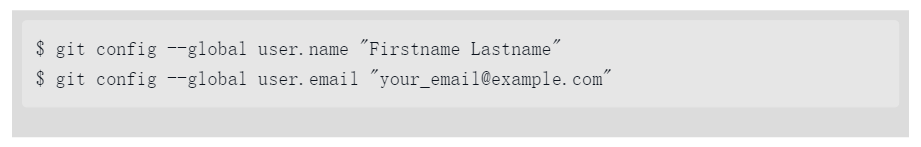 $ git config --global user.name "Firstname Lastname"
$ git config --global user.email "your_email@example.com"